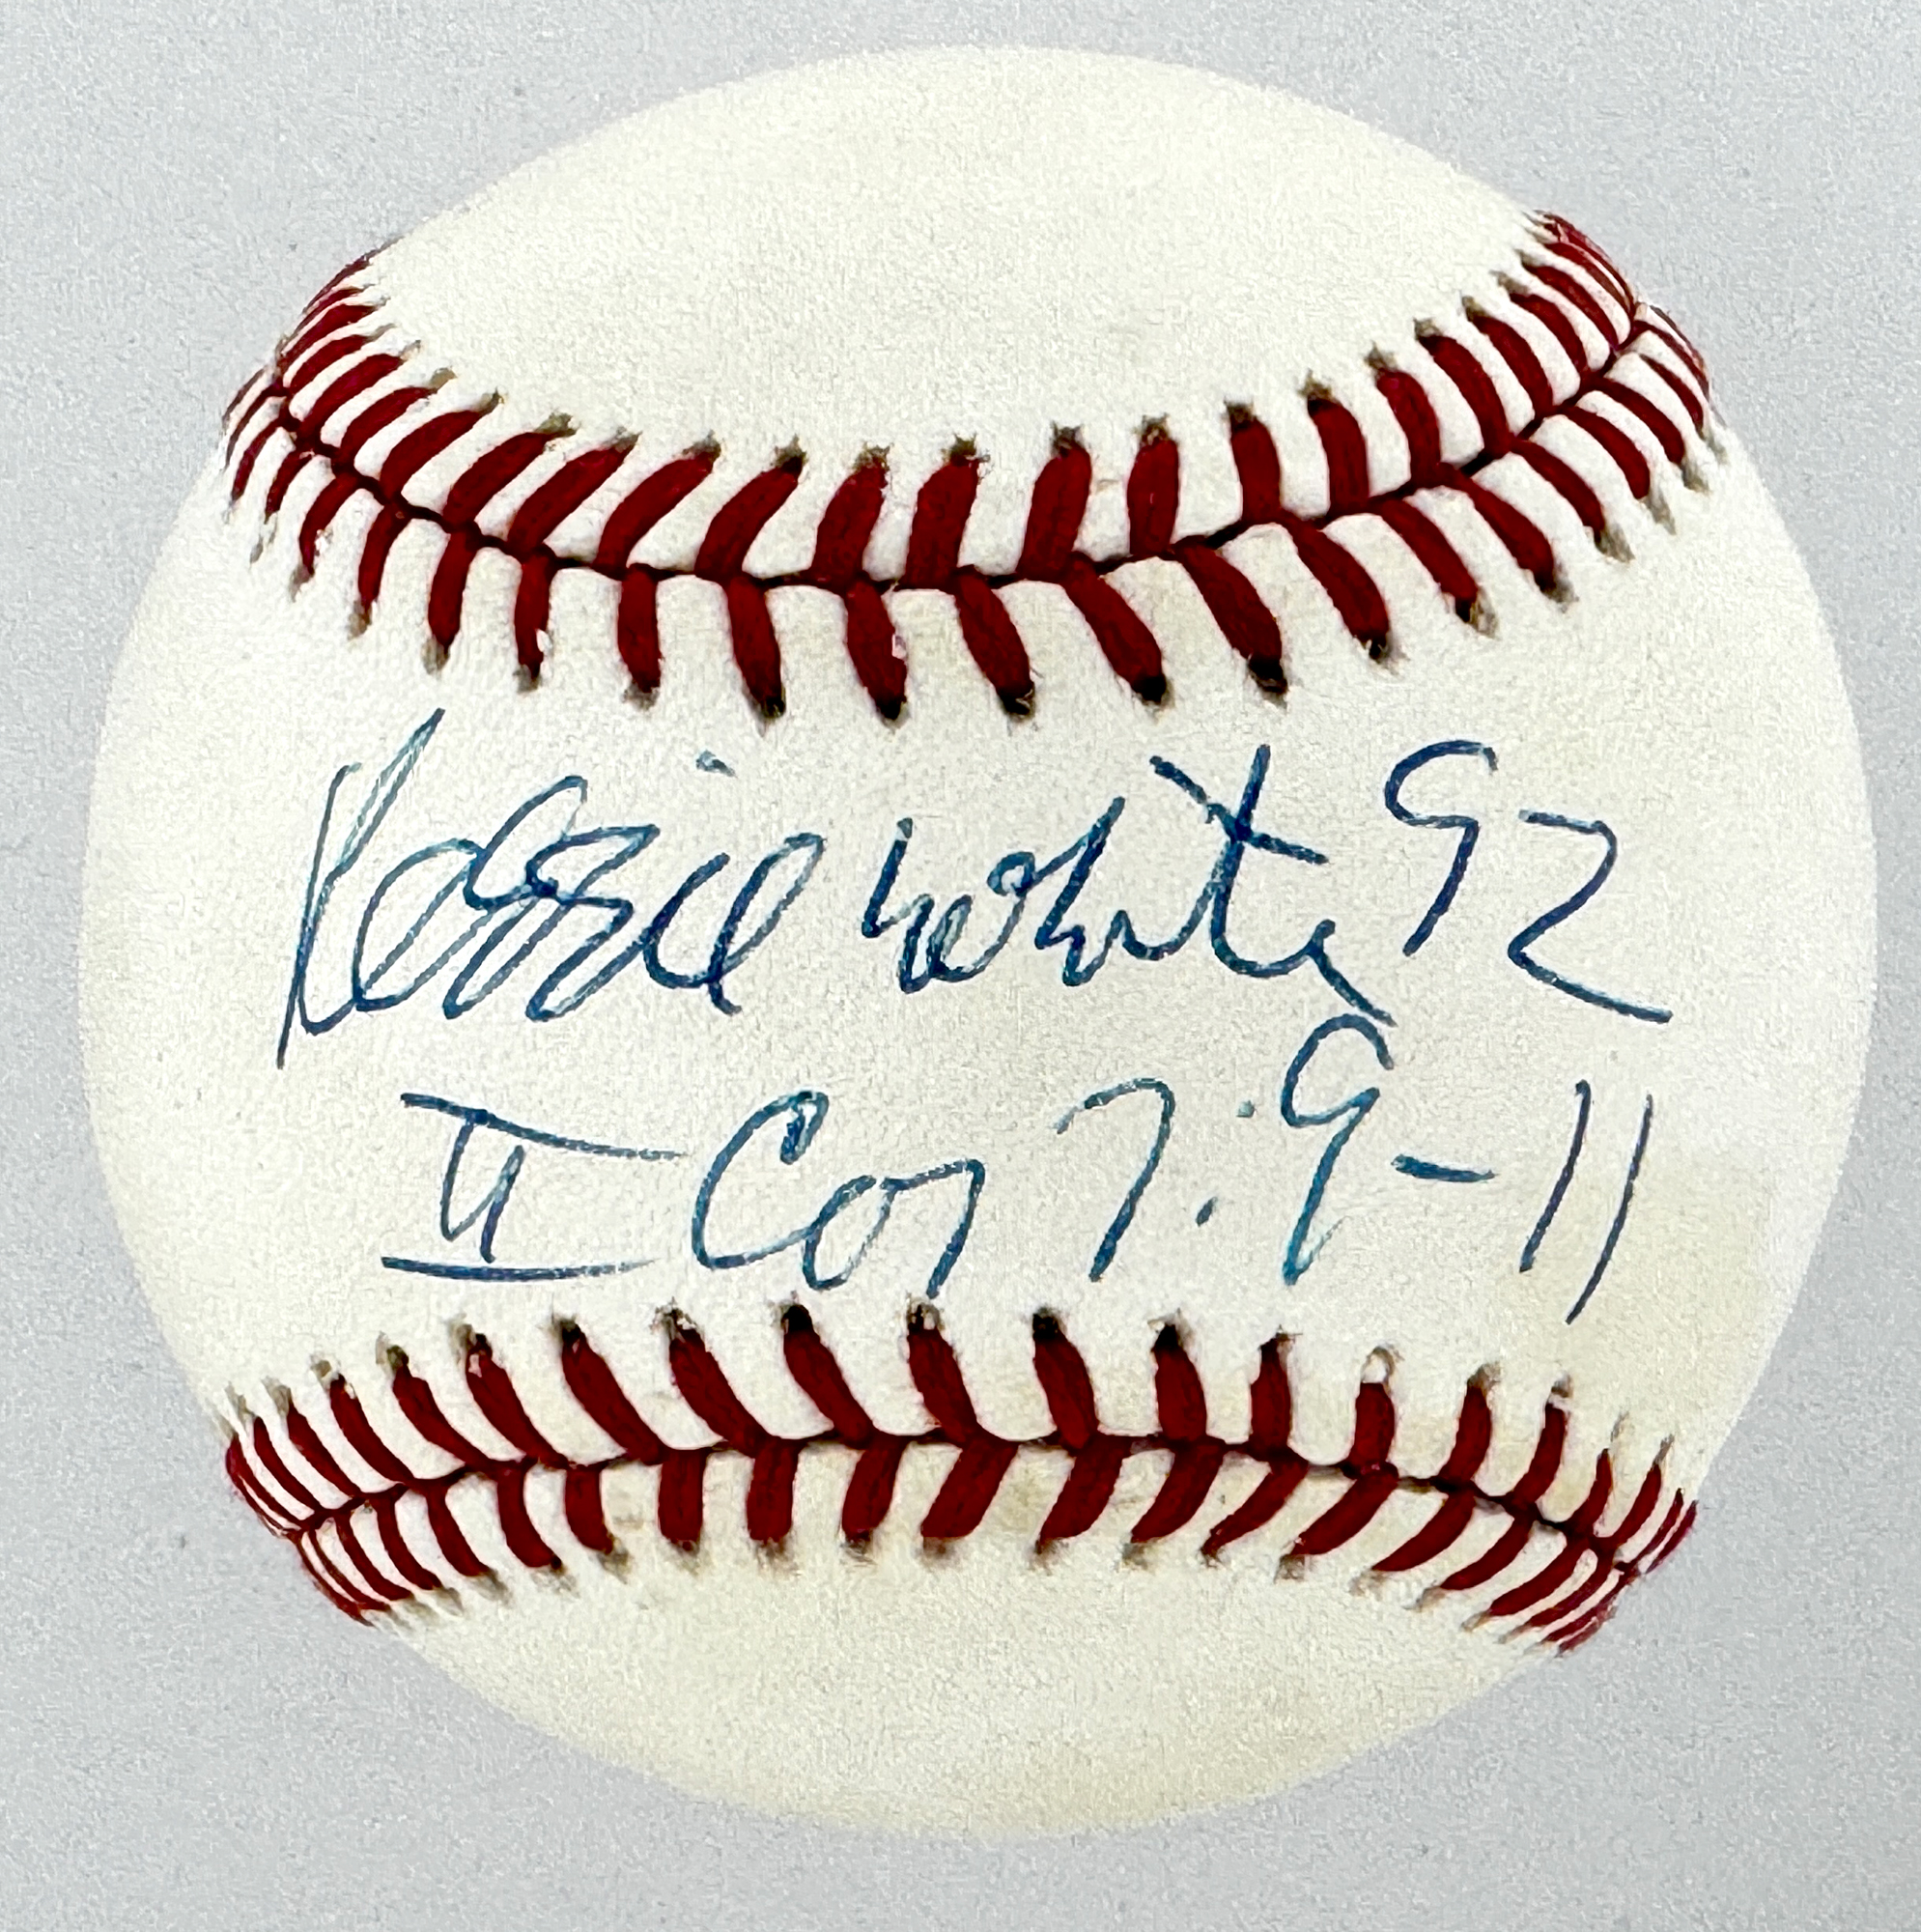 Reggie White 92
II Cor 7:9-11